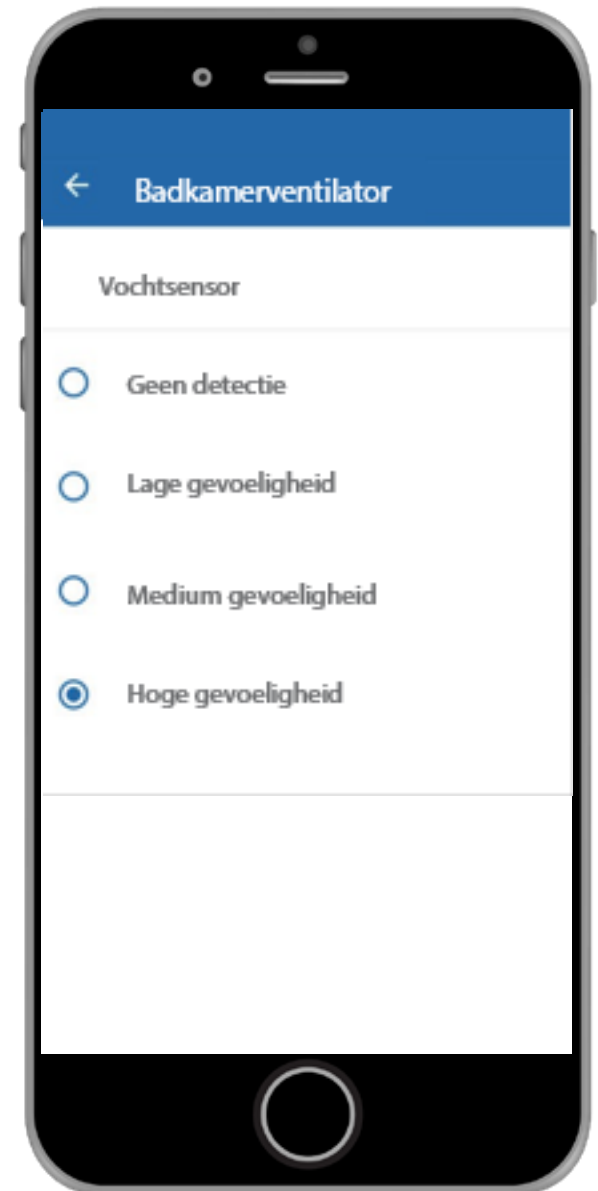 Badkamerventilator
Vochtsensor
Geen detectie
Lage gevoeligheid
Medium gevoeligheid
Hoge gevoeligheid